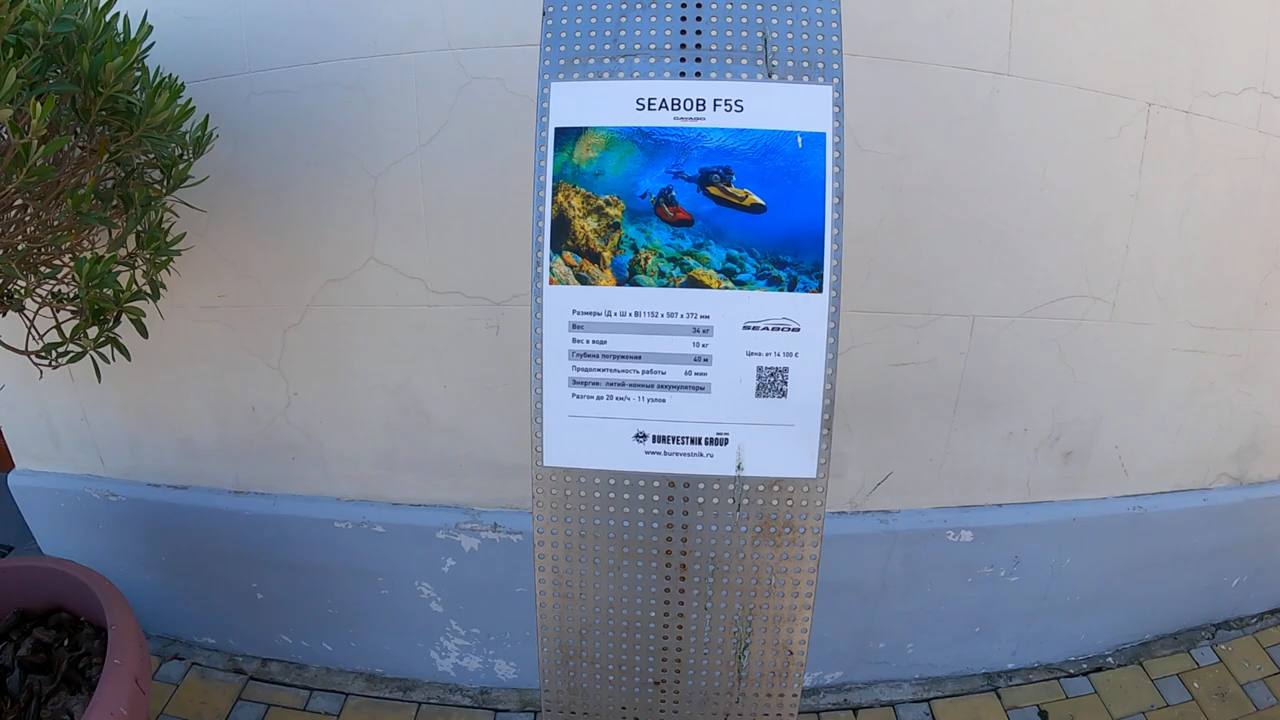 SEABOB F5S
CAYAGO
Размеры (Д x Ш x В) 1152 x 507 x 372 мм
Вес 34 кг
Вес в воде 10 кг
Глубина погружения 40 м
Продолжительность работы 60 мин
Энергия: литий-ионные аккумуляторы
Разгон до 20 км/ч - 11 узлов
SEABOB
Цена: от 14 100 €
BUREVESTNIK GROUP
www.burevestnik.ru